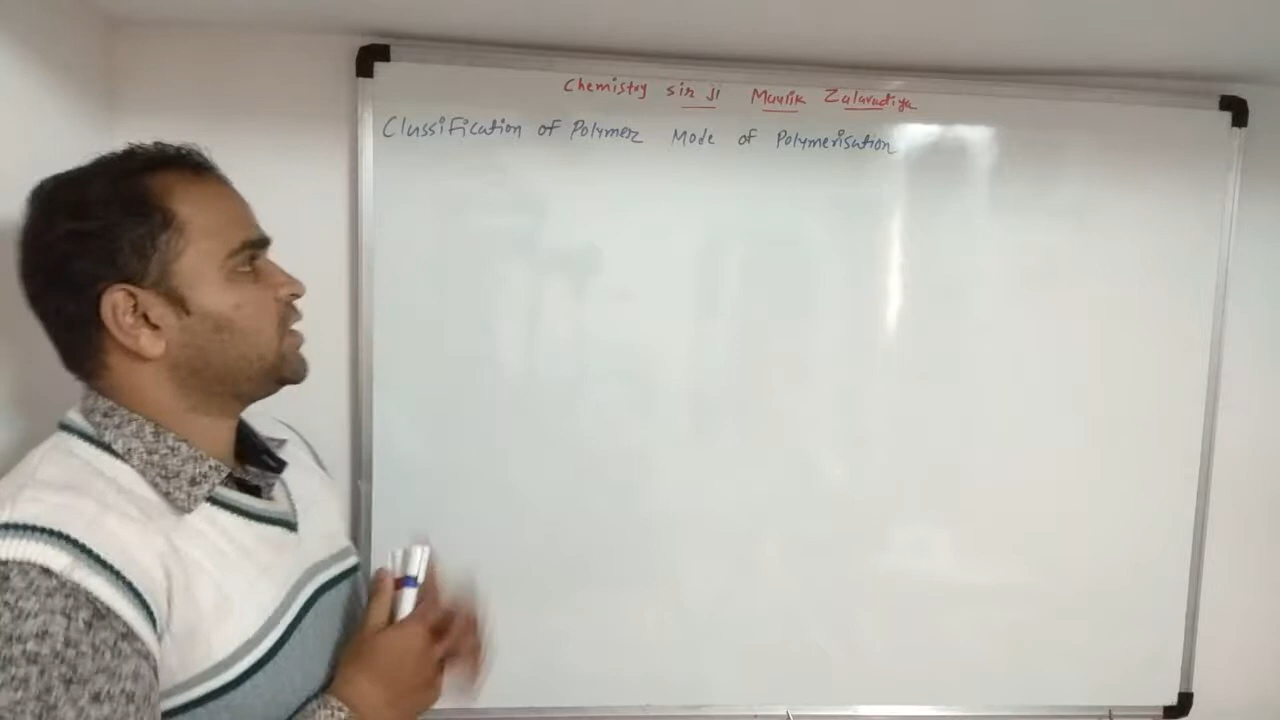 Chemistry sir ji Maulik Zalavadiya
Classification of Polymer Mode of Polymerisation